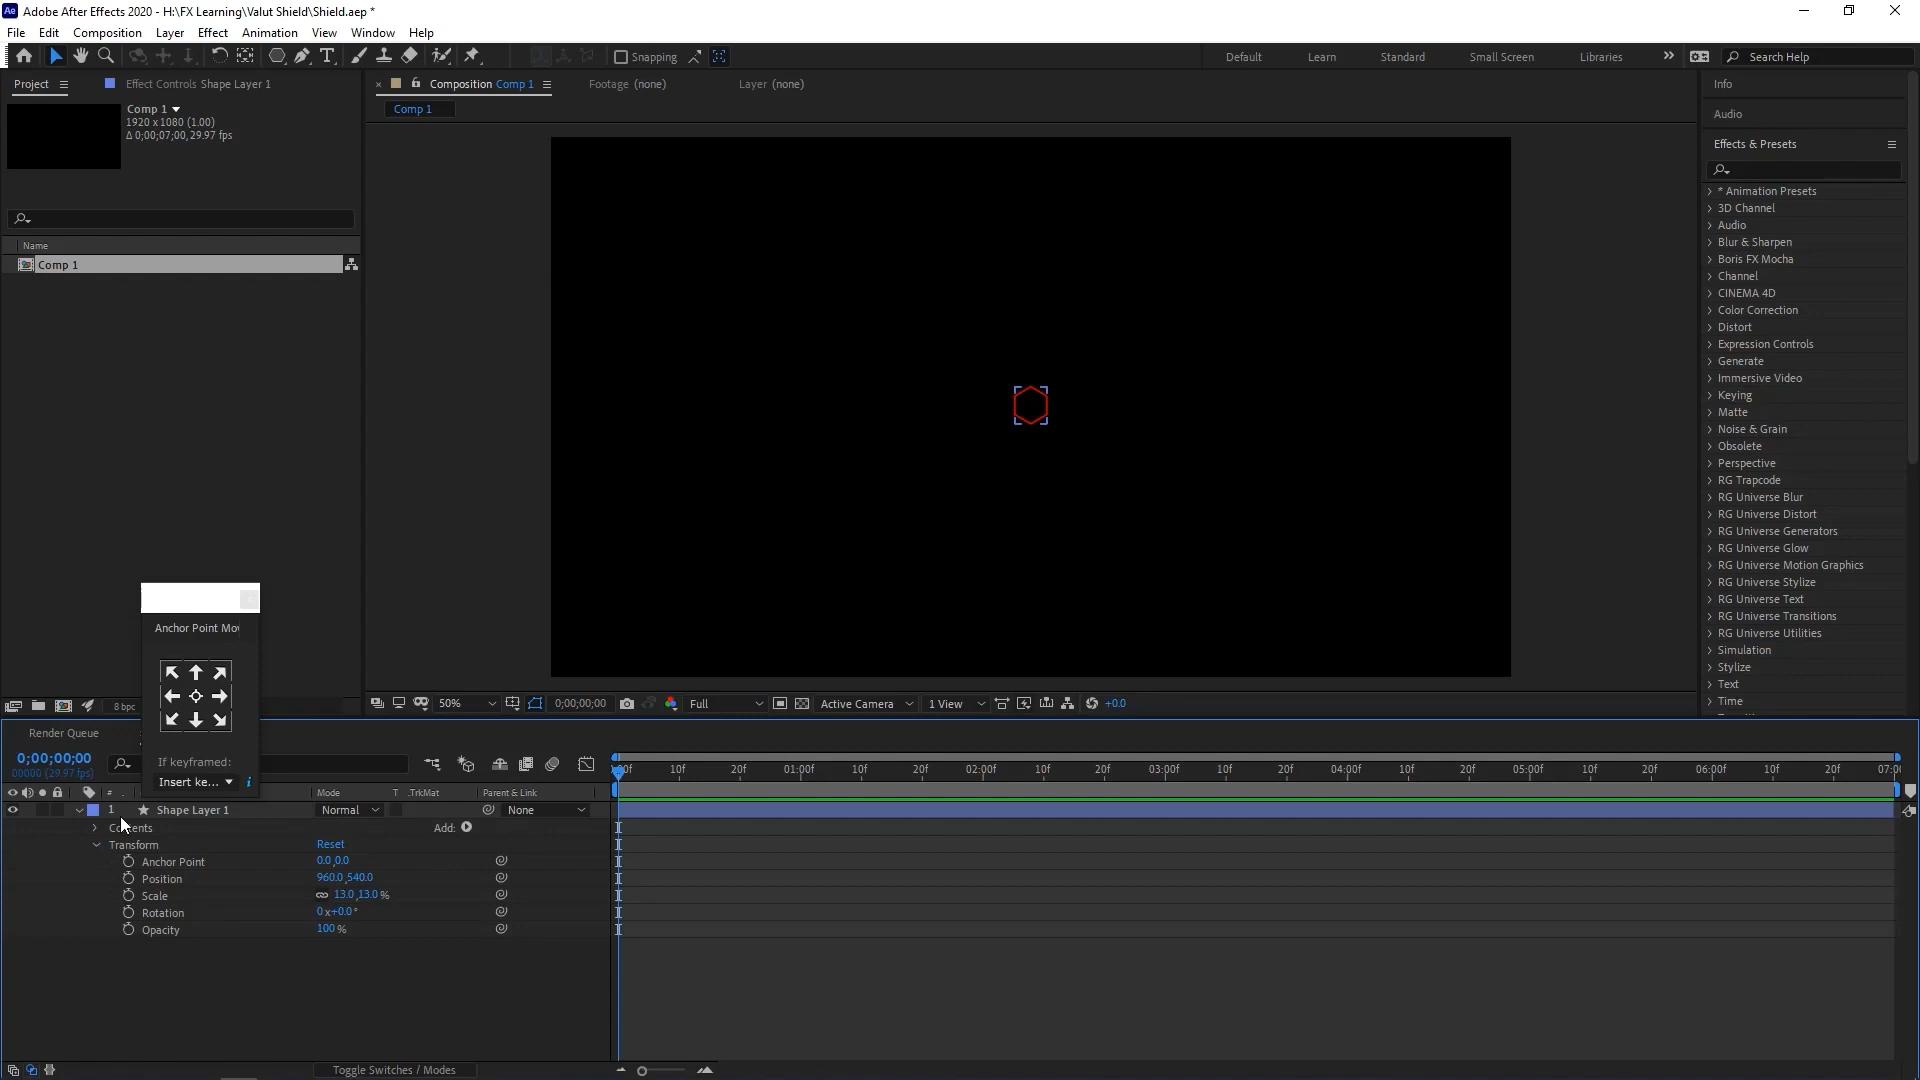 Adobe After Effects 2020 - H:\FX Learning\Valut Shield\Shield.aep *
File Edit Composition Layer Effect Animation View Window Help
Snapping Default Learn Standard Small Screen Libraries Search Help
Project Effect Controls Shape Layer 1 Composition Comp 1 Footage (none) Layer (none) Info
Comp 1
1920 x 1080 (1.00)
Δ 0;00;07;00, 29.97 fps
Comp 1
Audio
Effects & Presets
Name
Comp 1
* Animation Presets
3D Channel
Audio
Blur & Sharpen
Boris FX Mocha
Channel
CINEMA 4D
Color Correction
Distort
Expression Controls
Generate
Immersive Video
Keying
Matte
Noise & Grain
Obsolete
Perspective
RG Trapcode
RG Universe Blur
RG Universe Distort
RG Universe Generators
RG Universe Glow
RG Universe Motion Graphics
RG Universe Stylize
RG Universe Text
RG Universe Transitions
RG Universe Utilities
Simulation
Stylize
Text
Time
Anchor Point Mo
If keyframed:
Insert ke...
8 bpc
50% 0;00;00;00 Full Active Camera 1 View +0.0
Render Queue
0;00;00;00
00000 (29.97 fps)
10f 20f 01:00f 10f 20f 02:00f 10f 20f 03:00f 10f 20f 04:00f 10f 20f 05:00f 10f 20f 06:00f 10f 20f 07:0
# Mode T .TrkMat Parent & Link
1 Shape Layer 1 Normal None
Contents Add:
Transform Reset
Anchor Point 0.0,0.0
Position 960.0,540.0
Scale 13.0,13.0 %
Rotation 0x+0.0°
Opacity 100 %
Toggle Switches / Modes